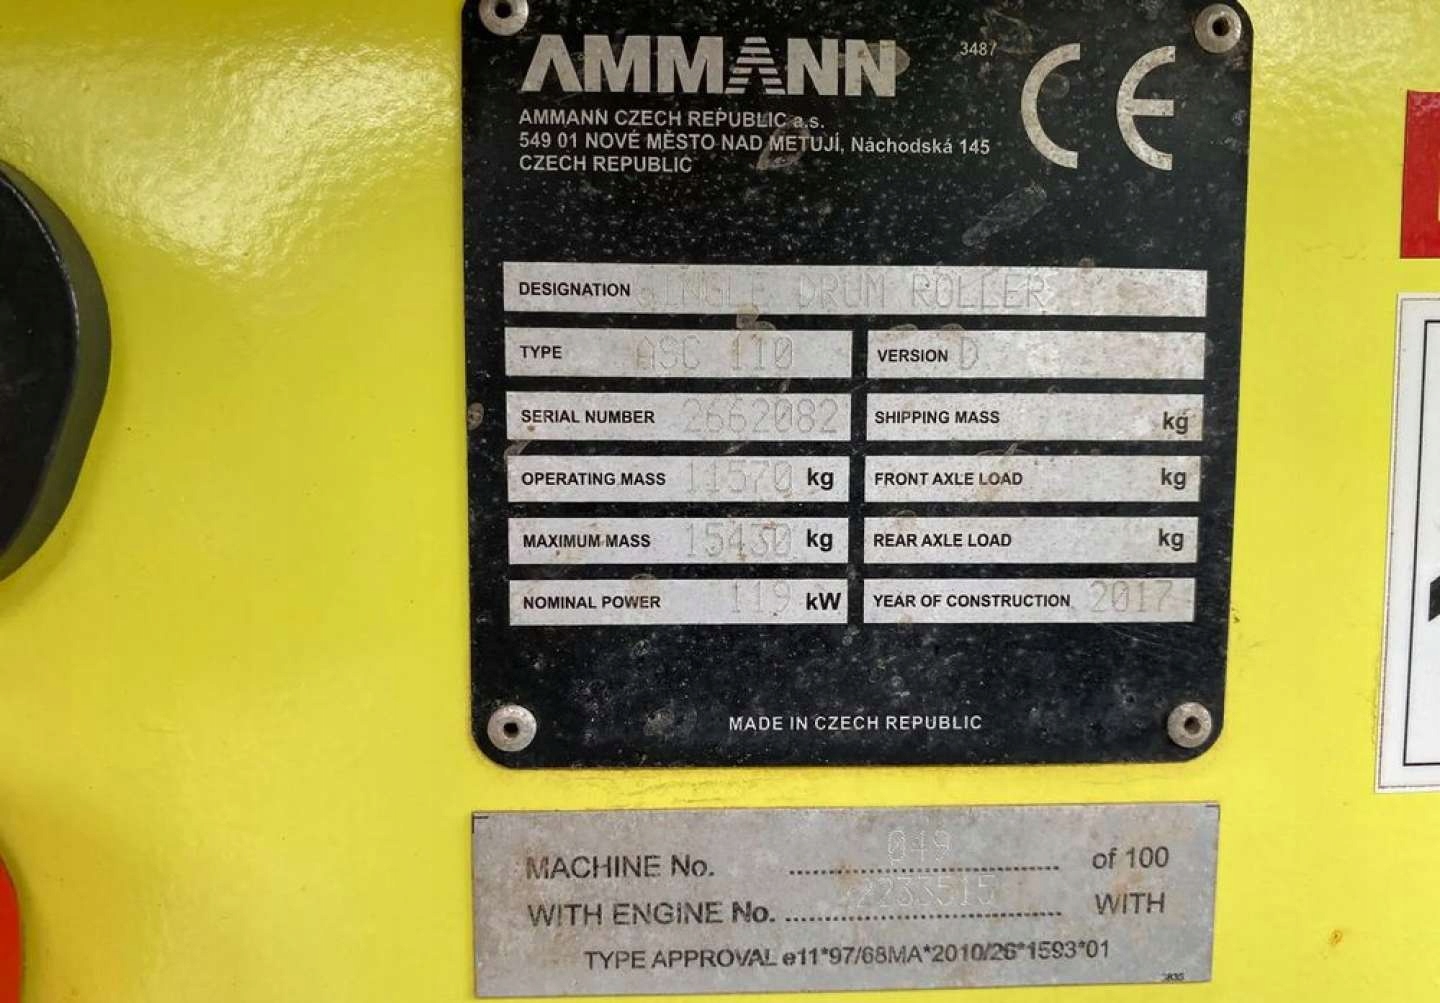 AMMANN
3487
CE
AMMANN CZECH REPUBLIC a.s.
549 01 NOVÉ MĚSTO NAD METUJÍ, Náchodská 145
CZECH REPUBLIC
DESIGNATION SINGLE DRUM ROLLER
TYPE ASC 110 VERSION D
SERIAL NUMBER 2662082 SHIPPING MASS kg
OPERATING MASS 11570 kg FRONT AXLE LOAD kg
MAXIMUM MASS 15430 kg REAR AXLE LOAD kg
NOMINAL POWER 119 kW YEAR OF CONSTRUCTION 2017
MADE IN CZECH REPUBLIC
MACHINE No. 049 of 100
WITH ENGINE No. 2233515 WITH
TYPE APPROVAL e11*97/68MA*2010/26*1593*01